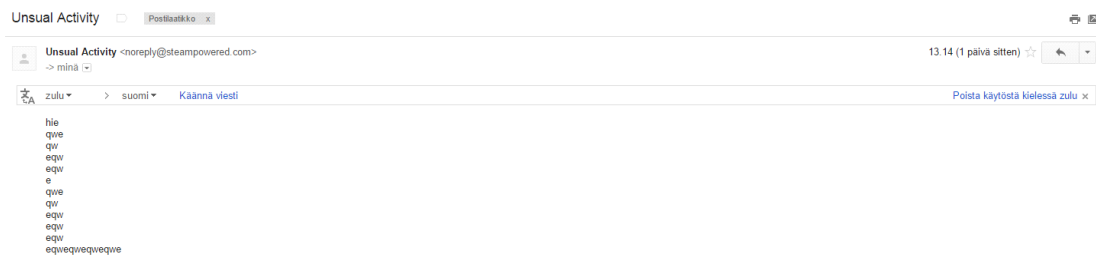 Unsual Activity Postilaatikko x
Unsual Activity <noreply@steampowered.com> 13.14 (1 päivä sitten)
-> minä
zulu > suomi Käännä viesti Poista käytöstä kielessä zulu x
hie
qwe
qw
eqw
eqw
e
qwe
qw
eqw
eqw
eqw
eqweqweqweqwe